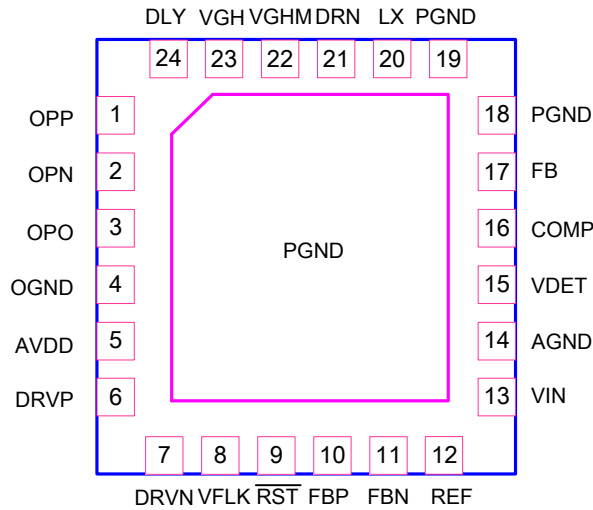 DLY VGH VGHM DRN LX PGND
24 23 22 21 20 19
OPP 1 18 PGND
OPN 2 17 FB
OPO 3 16 COMP
PGND
OGND 4 15 VDET
AVDD 5 14 AGND
DRVP 6 13 VIN
7 8 9 10 11 12
DRVN VFLK R̅S̅T̅ FBP FBN REF